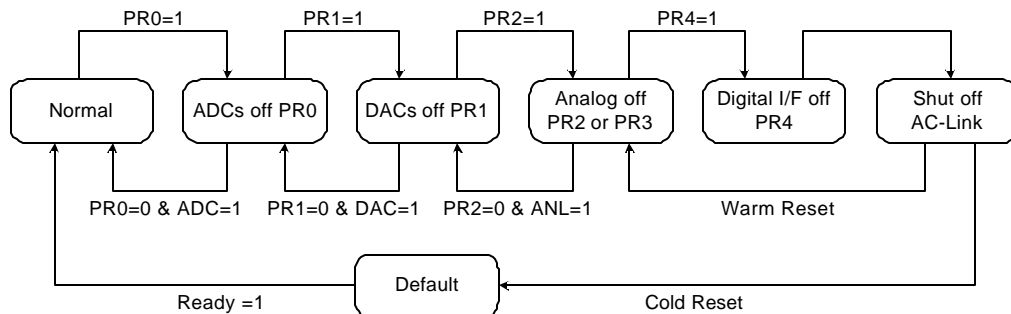 PR0=1
PR1=1
PR2=1
PR4=1
Normal
ADCs off PR0
DACs off PR1
Analog off
PR2 or PR3
Digital I/F off
PR4
Shut off
AC-Link
PR0=0 & ADC=1
PR1=0 & DAC=1
PR2=0 & ANL=1
Warm Reset
Default
Ready =1
Cold Reset